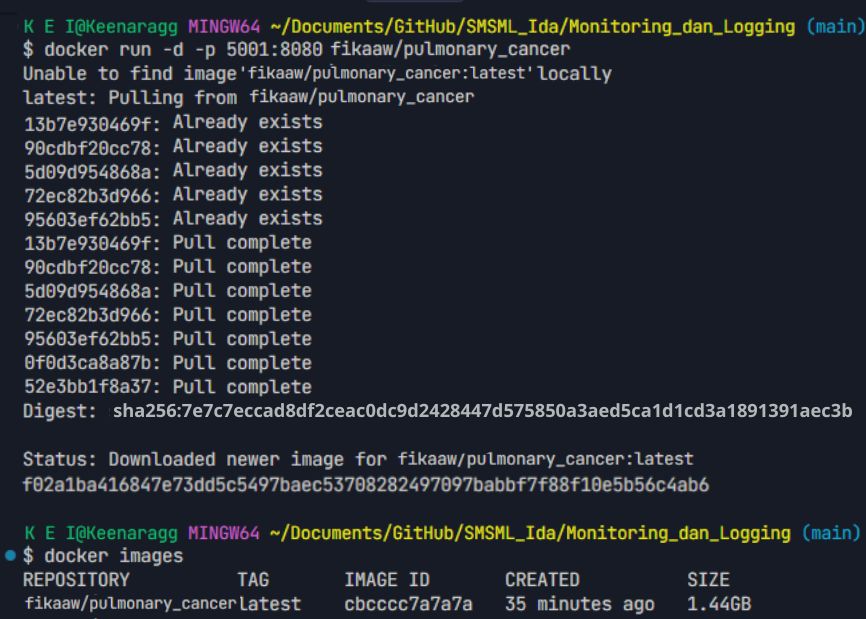 K E I@Keenaragg MINGW64 ~/Documents/GitHub/SMSML_Ida/Monitoring_dan_Logging (main)
$ docker run -d -p 5001:8080 fikaaw/pulmonary_cancer
Unable to find image'fikaaw/pulmonary_cancer:latest'locally
latest: Pulling from fikaaw/pulmonary_cancer
13b7e930469f: Already exists
90cdbf20cc78: Already exists
5d09d954868a: Already exists
72ec82b3d966: Already exists
95603ef62bb5: Already exists
13b7e930469f: Pull complete
90cdbf20cc78: Pull complete
5d09d954868a: Pull complete
72ec82b3d966: Pull complete
95603ef62bb5: Pull complete
0f0d3ca8a87b: Pull complete
52e3bb1f8a37: Pull complete
Digest: sha256:7e7c7eccad8df2ceac0dc9d2428447d575850a3aed5ca1d1cd3a1891391aec3b
Status: Downloaded newer image for fikaaw/pulmonary_cancer:latest
f02a1ba416847e73dd5c5497baec53708282497097babbf7f88f10e5b56c4ab6
K E I@Keenaragg MINGW64 ~/Documents/GitHub/SMSML_Ida/Monitoring_dan_Logging (main)
$ docker images
REPOSITORY TAG IMAGE ID CREATED SIZE
fikaaw/pulmonary_cancer latest cbcccc7a7a7a 35 minutes ago 1.44GB